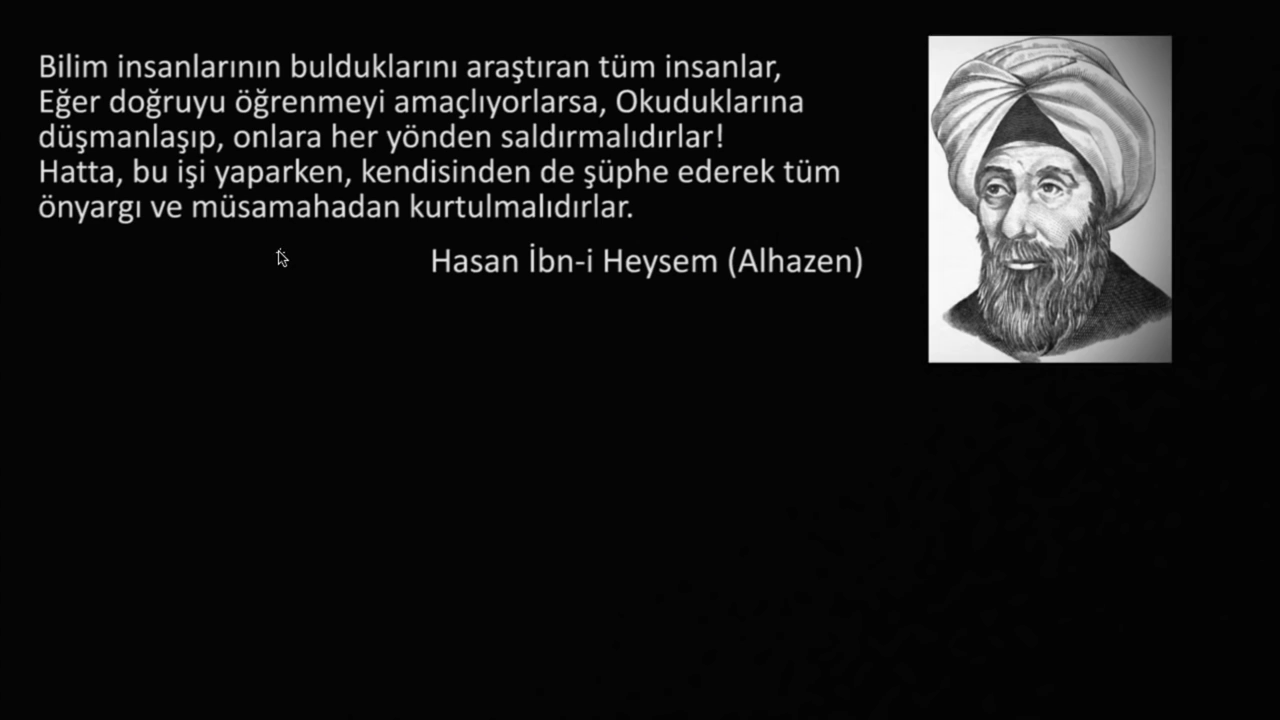 Bilim insanlarının bulduklarını araştıran tüm insanlar,
Eğer doğruyu öğrenmeyi amaçlıyorlarsa, Okuduklarına
düşmanlaşıp, onlara her yönden saldırmalıdırlar!
Hatta, bu işi yaparken, kendisinden de şüphe ederek tüm
önyargı ve müsamahadan kurtulmalıdırlar.
Hasan İbn-i Heysem (Alhazen)